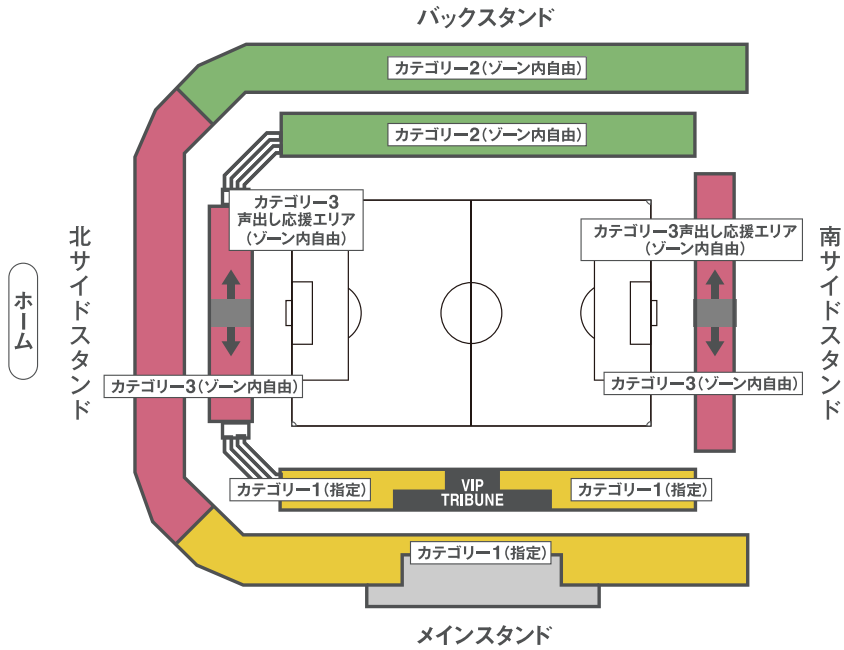 バックスタンド
カテゴリー2(ゾーン内自由)
カテゴリー2(ゾーン内自由)
カテゴリー3
声出し応援エリア
(ゾーン内自由)
カテゴリー3声出し応援エリア
(ゾーン内自由)
北サイドスタンド
南サイドスタンド
ホーム
カテゴリー3(ゾーン内自由)
カテゴリー3(ゾーン内自由)
カテゴリー1(指定)
VIP
TRIBUNE
カテゴリー1(指定)
カテゴリー1(指定)
メインスタンド